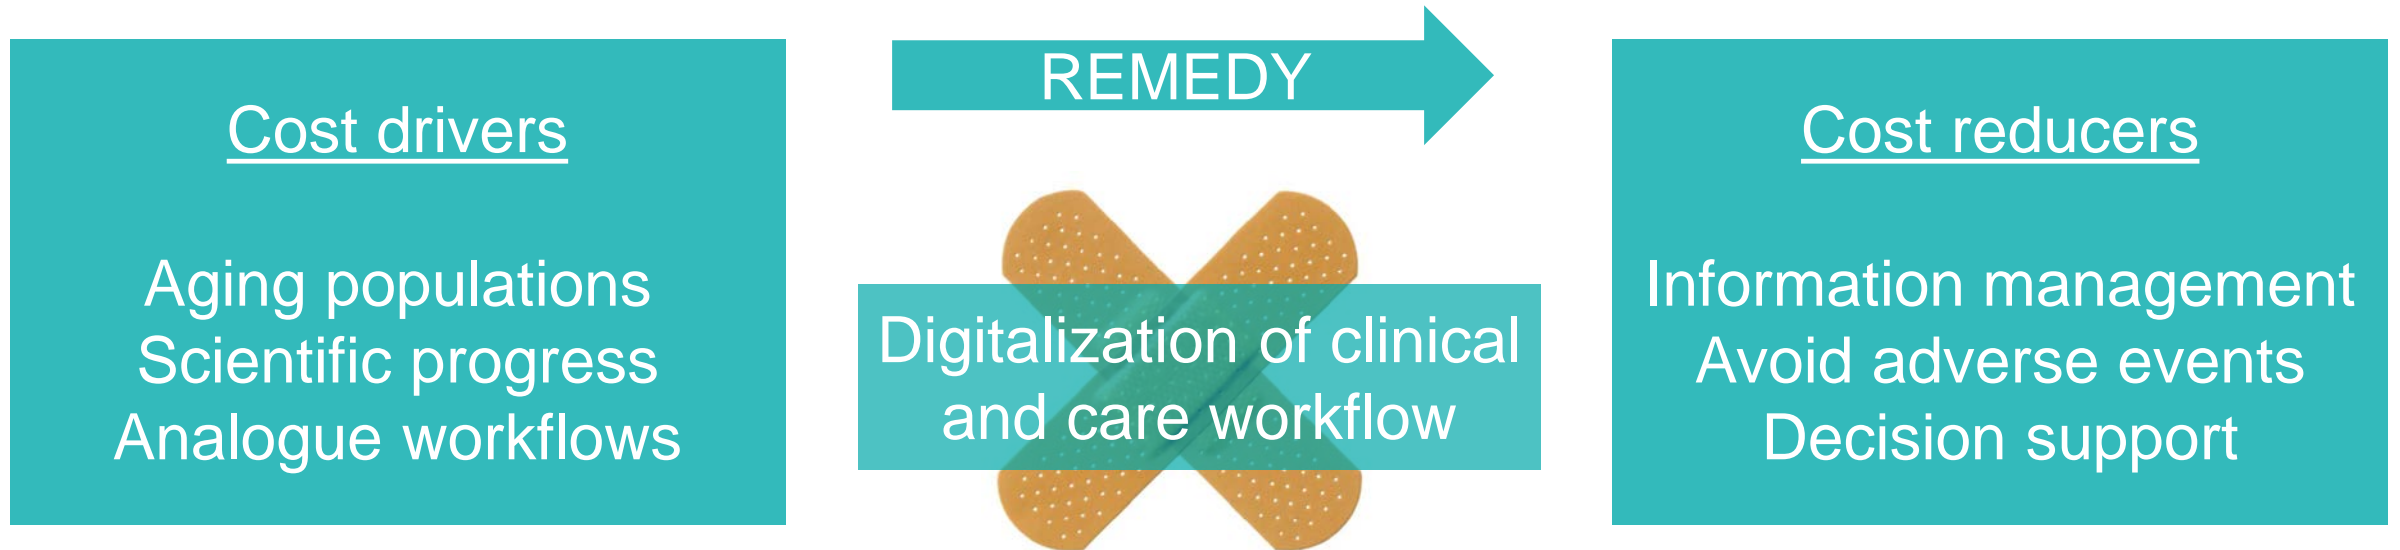 Cost drivers
Aging populations
Scientific progress
Analogue workflows
REMEDY
Digitalization of clinical
and care workflow
Cost reducers
Information management
Avoid adverse events
Decision support